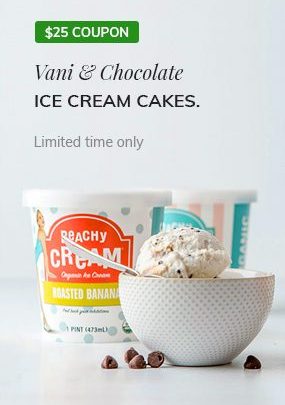 $25 COUPON
Vani & Chocolate
ICE CREAM CAKES.
Limited time only
PEACHY
CREAM
Organic Ice Cream
ROASTED BANANA
1 PINT (473mL)